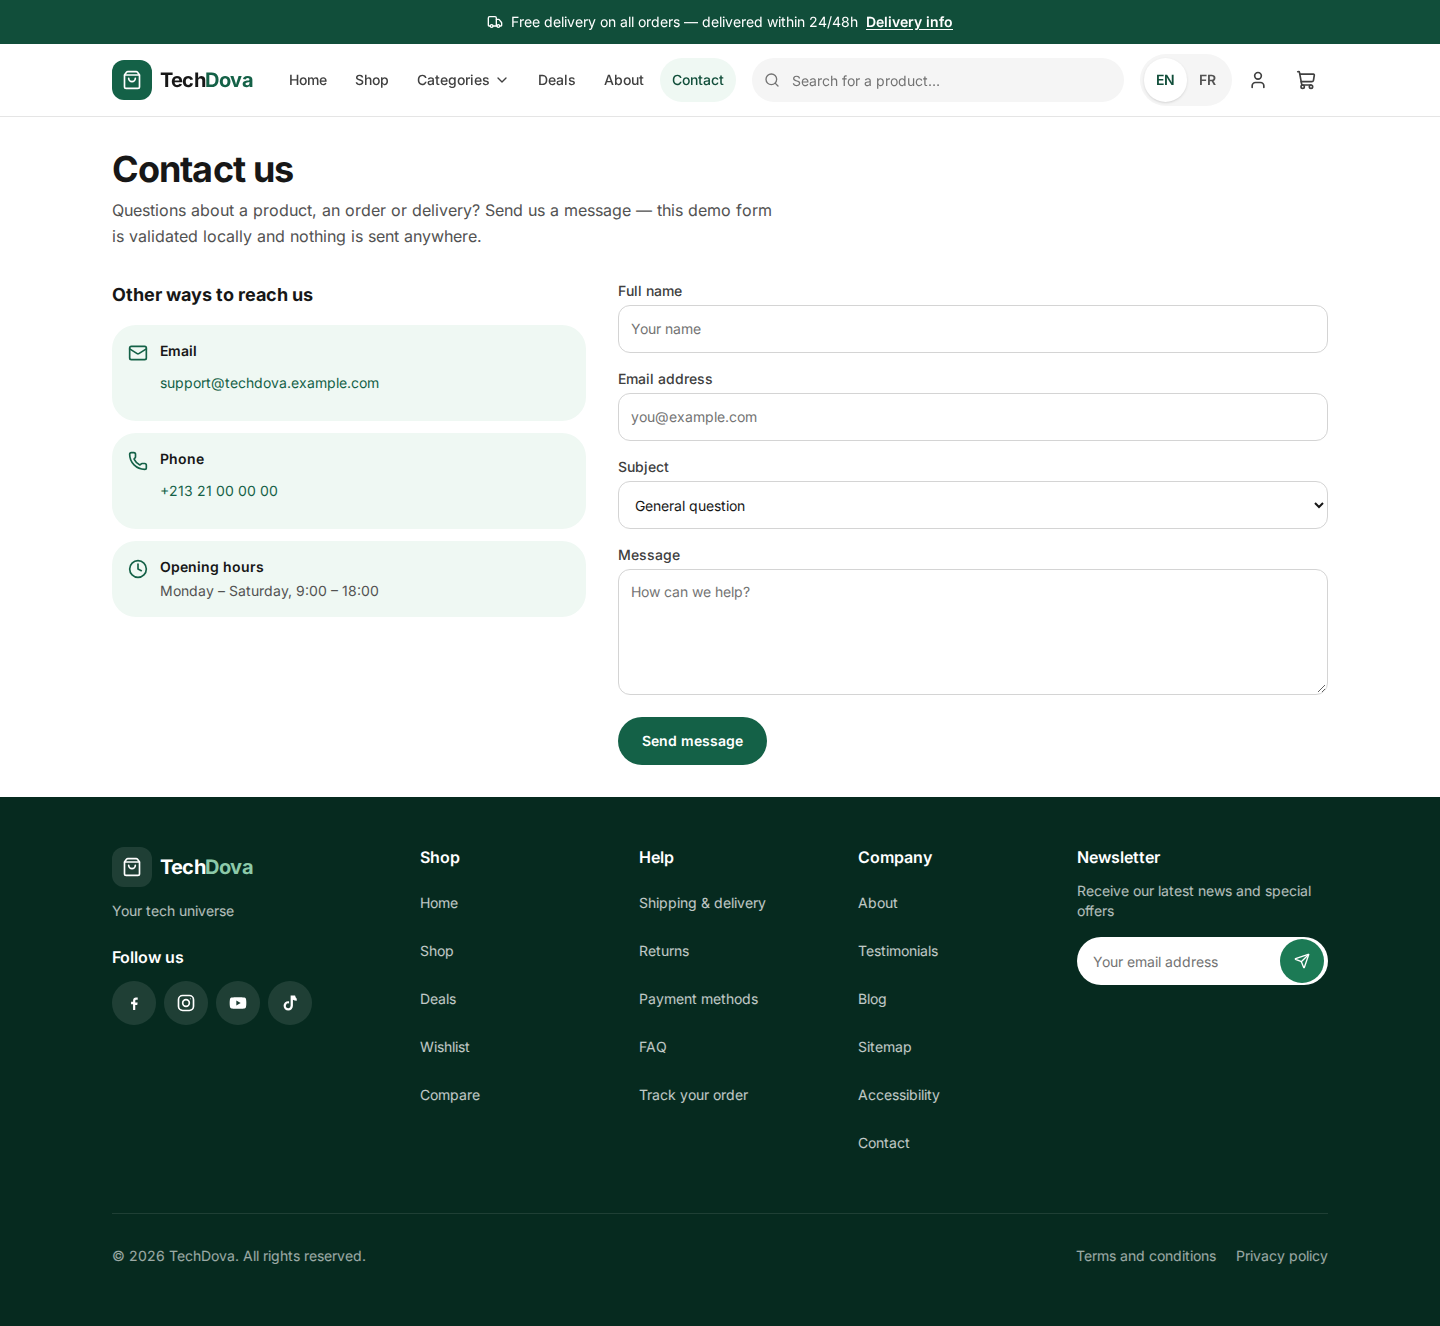 Free delivery on all orders — delivered within 24/48h Delivery info
TechDova
Home
Shop
Categories
Deals
About
Contact
Search for a product...
EN
FR
Contact us
Questions about a product, an order or delivery? Send us a message — this demo form
is validated locally and nothing is sent anywhere.
Other ways to reach us
Email
support@techdova.example.com
Phone
+213 21 00 00 00
Opening hours
Monday – Saturday, 9:00 – 18:00
Full name
Your name
Email address
you@example.com
Subject
General question
Message
How can we help?
Send message
TechDova
Your tech universe
Follow us
Shop
Home
Shop
Deals
Wishlist
Compare
Help
Shipping & delivery
Returns
Payment methods
FAQ
Track your order
Company
About
Testimonials
Blog
Sitemap
Accessibility
Contact
Newsletter
Receive our latest news and special
offers
Your email address
© 2026 TechDova. All rights reserved.
Terms and conditions
Privacy policy